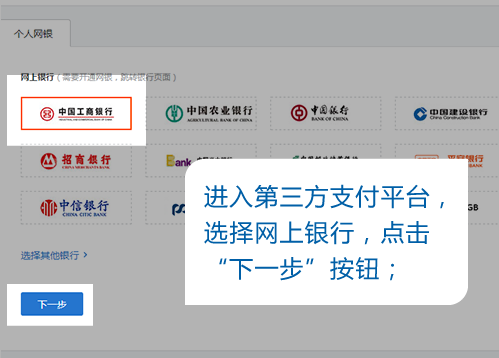 个人网银
网上银行（需要开通网银，跳转银行页面）
中国工商银行
INDUSTRIAL AND COMMERCIAL BANK OF CHINA
中国农业银行
AGRICULTURAL BANK OF CHINA
中国银行
BANK OF CHINA
中国建设银行
China Construction Bank
招商银行
CHINA MERCHANTS BANK
Bank
平安银行
中信银行
CHINA CITIC BANK
GB
进入第三方支付平台，
选择网上银行，点击
“下一步”按钮；
选择其他银行 >
下一步